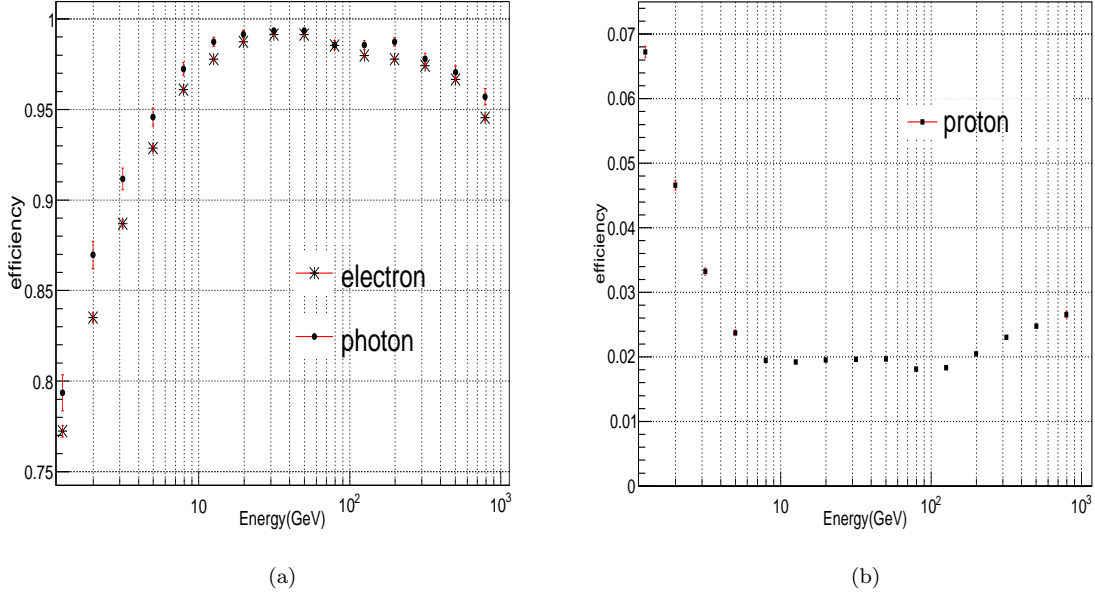 efficiency
1
0.95
0.9
0.85
0.8
0.75
electron
photon
10
10²
10³
Energy(GeV)
(a)
efficiency
0.07
0.06
0.05
0.04
0.03
0.02
0.01
0
proton
10
10²
10³
Energy(GeV)
(b)